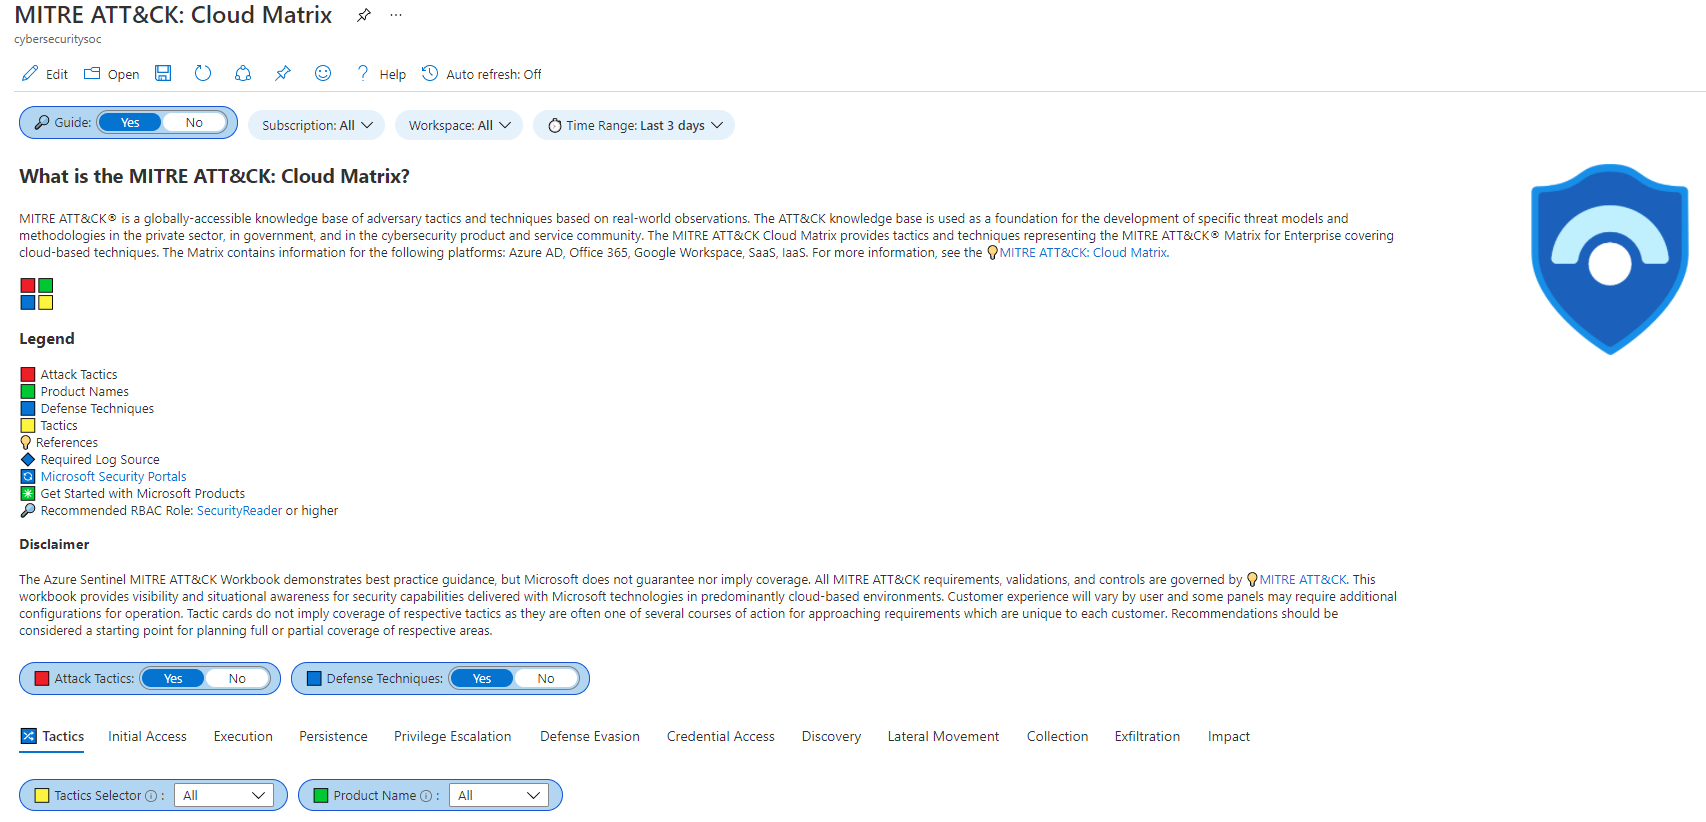 MITRE ATT&CK: Cloud Matrix
cybersecuritysoc
Edit Open Help Auto refresh: Off
Guide: Yes No Subscription: All Workspace: All Time Range: Last 3 days
What is the MITRE ATT&CK: Cloud Matrix?
MITRE ATT&CK® is a globally-accessible knowledge base of adversary tactics and techniques based on real-world observations. The ATT&CK knowledge base is used as a foundation for the development of specific threat models and
methodologies in the private sector, in government, and in the cybersecurity product and service community. The MITRE ATT&CK Cloud Matrix provides tactics and techniques representing the MITRE ATT&CK® Matrix for Enterprise covering
cloud-based techniques. The Matrix contains information for the following platforms: Azure AD, Office 365, Google Workspace, SaaS, IaaS. For more information, see the MITRE ATT&CK: Cloud Matrix.
Legend
Attack Tactics
Product Names
Defense Techniques
Tactics
References
Required Log Source
Microsoft Security Portals
Get Started with Microsoft Products
Recommended RBAC Role: SecurityReader or higher
Disclaimer
The Azure Sentinel MITRE ATT&CK Workbook demonstrates best practice guidance, but Microsoft does not guarantee nor imply coverage. All MITRE ATT&CK requirements, validations, and controls are governed by MITRE ATT&CK. This
workbook provides visibility and situational awareness for security capabilities delivered with Microsoft technologies in predominantly cloud-based environments. Customer experience will vary by user and some panels may require additional
configurations for operation. Tactic cards do not imply coverage of respective tactics as they are often one of several courses of action for approaching requirements which are unique to each customer. Recommendations should be
considered a starting point for planning full or partial coverage of respective areas.
Attack Tactics: Yes No Defense Techniques: Yes No
Tactics Initial Access Execution Persistence Privilege Escalation Defense Evasion Credential Access Discovery Lateral Movement Collection Exfiltration Impact
Tactics Selector : All Product Name : All